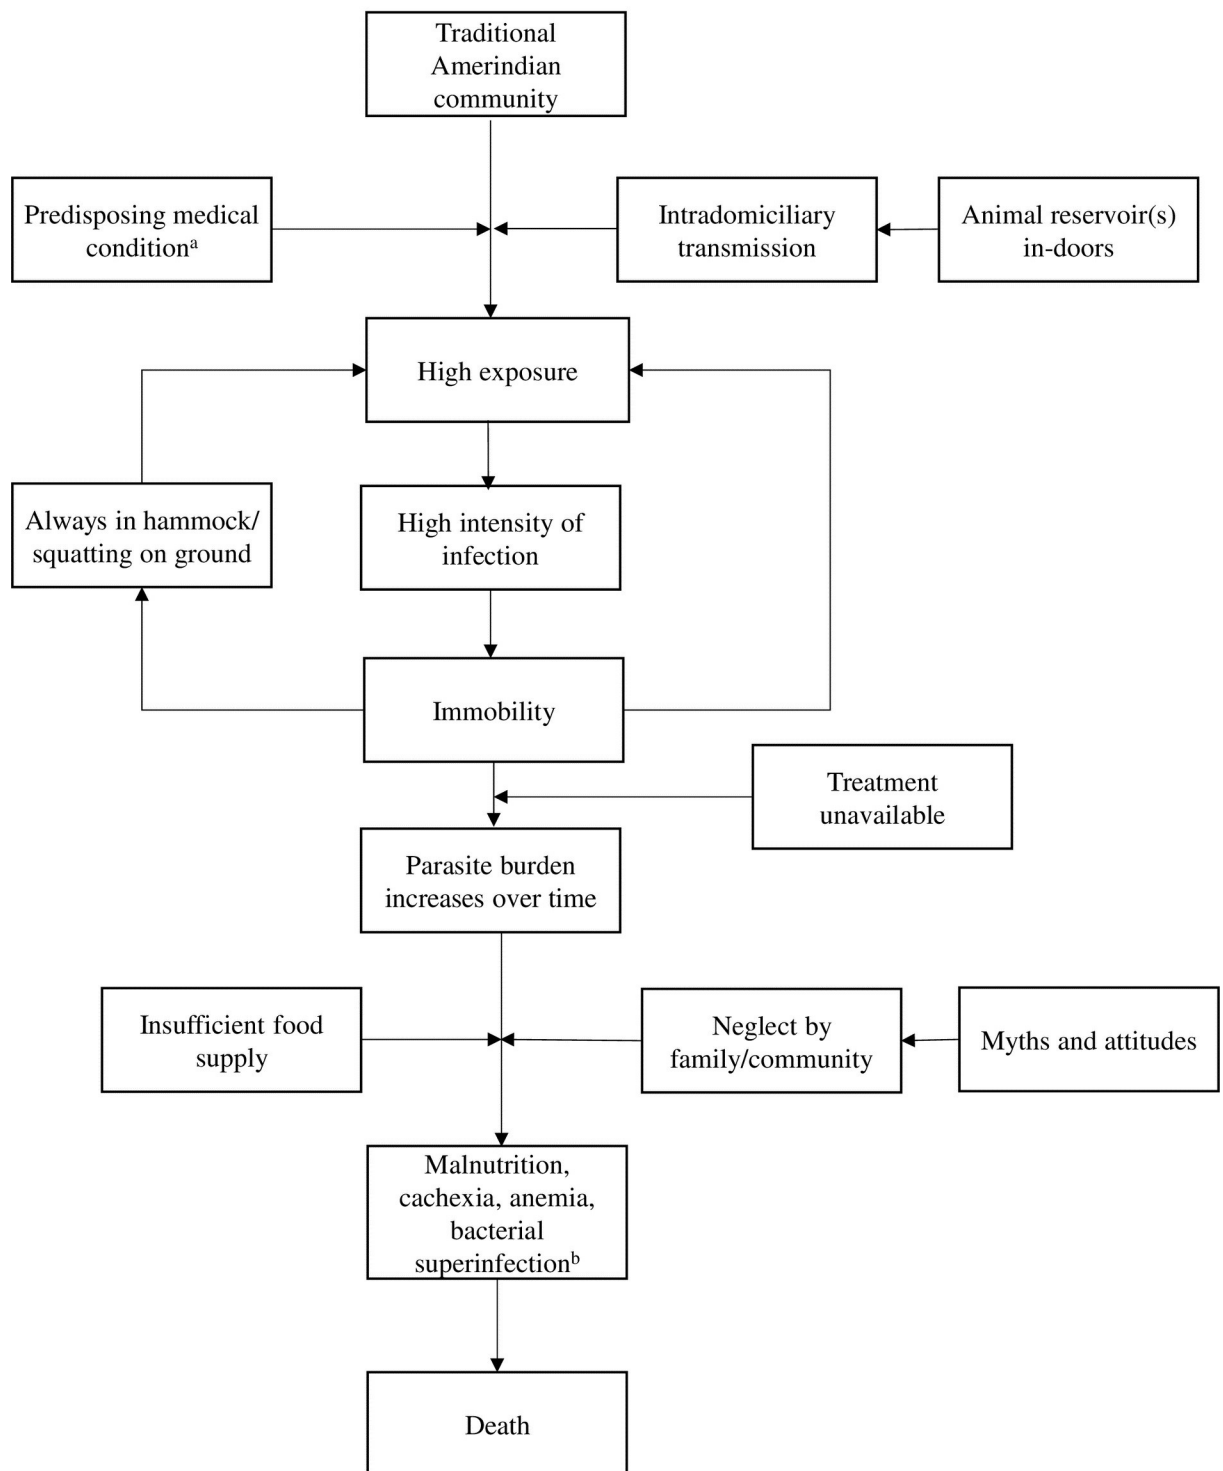 Traditional
Amerindian
community
Predisposing medical
conditionᵃ
Intradomiciliary
transmission
Animal reservoir(s)
in-doors
High exposure
Always in hammock/
squatting on ground
High intensity of
infection
Immobility
Treatment
unavailable
Parasite burden
increases over time
Insufficient food
supply
Neglect by
family/community
Myths and attitudes
Malnutrition,
cachexia, anemia,
bacterial
superinfectionᵇ
Death